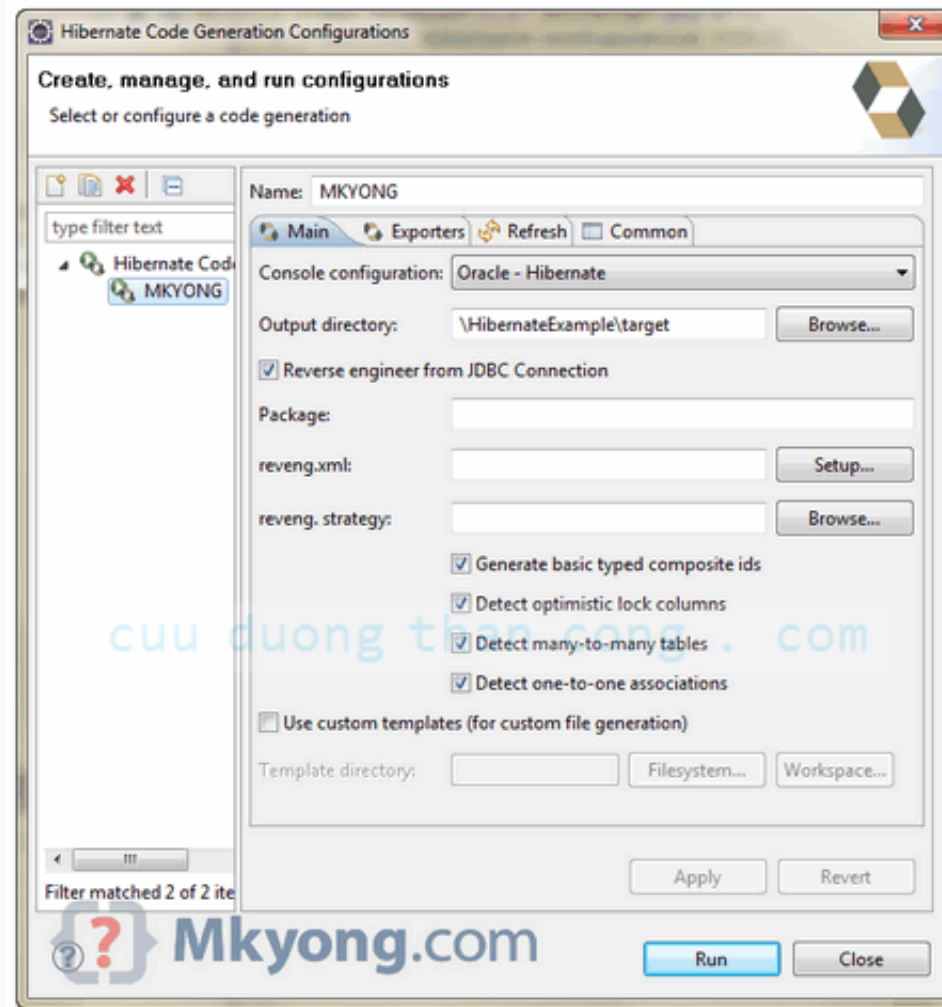 Hibernate Code Generation Configurations
Create, manage, and run configurations
Select or configure a code generation
type filter text
Hibernate Cod
MKYONG
Filter matched 2 of 2 ite
Name: MKYONG
Main Exporters Refresh Common
Console configuration: Oracle - Hibernate
Output directory: \HibernateExample\target Browse...
Reverse engineer from JDBC Connection
Package:
reveng.xml: Setup...
reveng. strategy: Browse...
Generate basic typed composite ids
Detect optimistic lock columns
cuu duong than cong . com
Detect many-to-many tables
Detect one-to-one associations
Use custom templates (for custom file generation)
Template directory: Filesystem... Workspace...
Apply Revert
Mkyong.com
Run Close